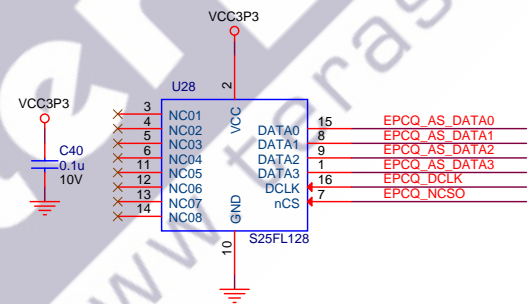 VCC3P3
U28
VCC3P3
C40
0.1u
10V
2
VCC
3 NC01
4 NC02
5 NC03
6 NC04
11 NC05
12 NC06
13 NC07
14 NC08
DATA0 15 EPCQ_AS_DATA0
DATA1 8 EPCQ_AS_DATA1
DATA2 9 EPCQ_AS_DATA2
DATA3 1 EPCQ_AS_DATA3
DCLK 16 EPCQ_DCLK
nCS 7 EPCQ_NCSO
GND
10
S25FL128
www.teras